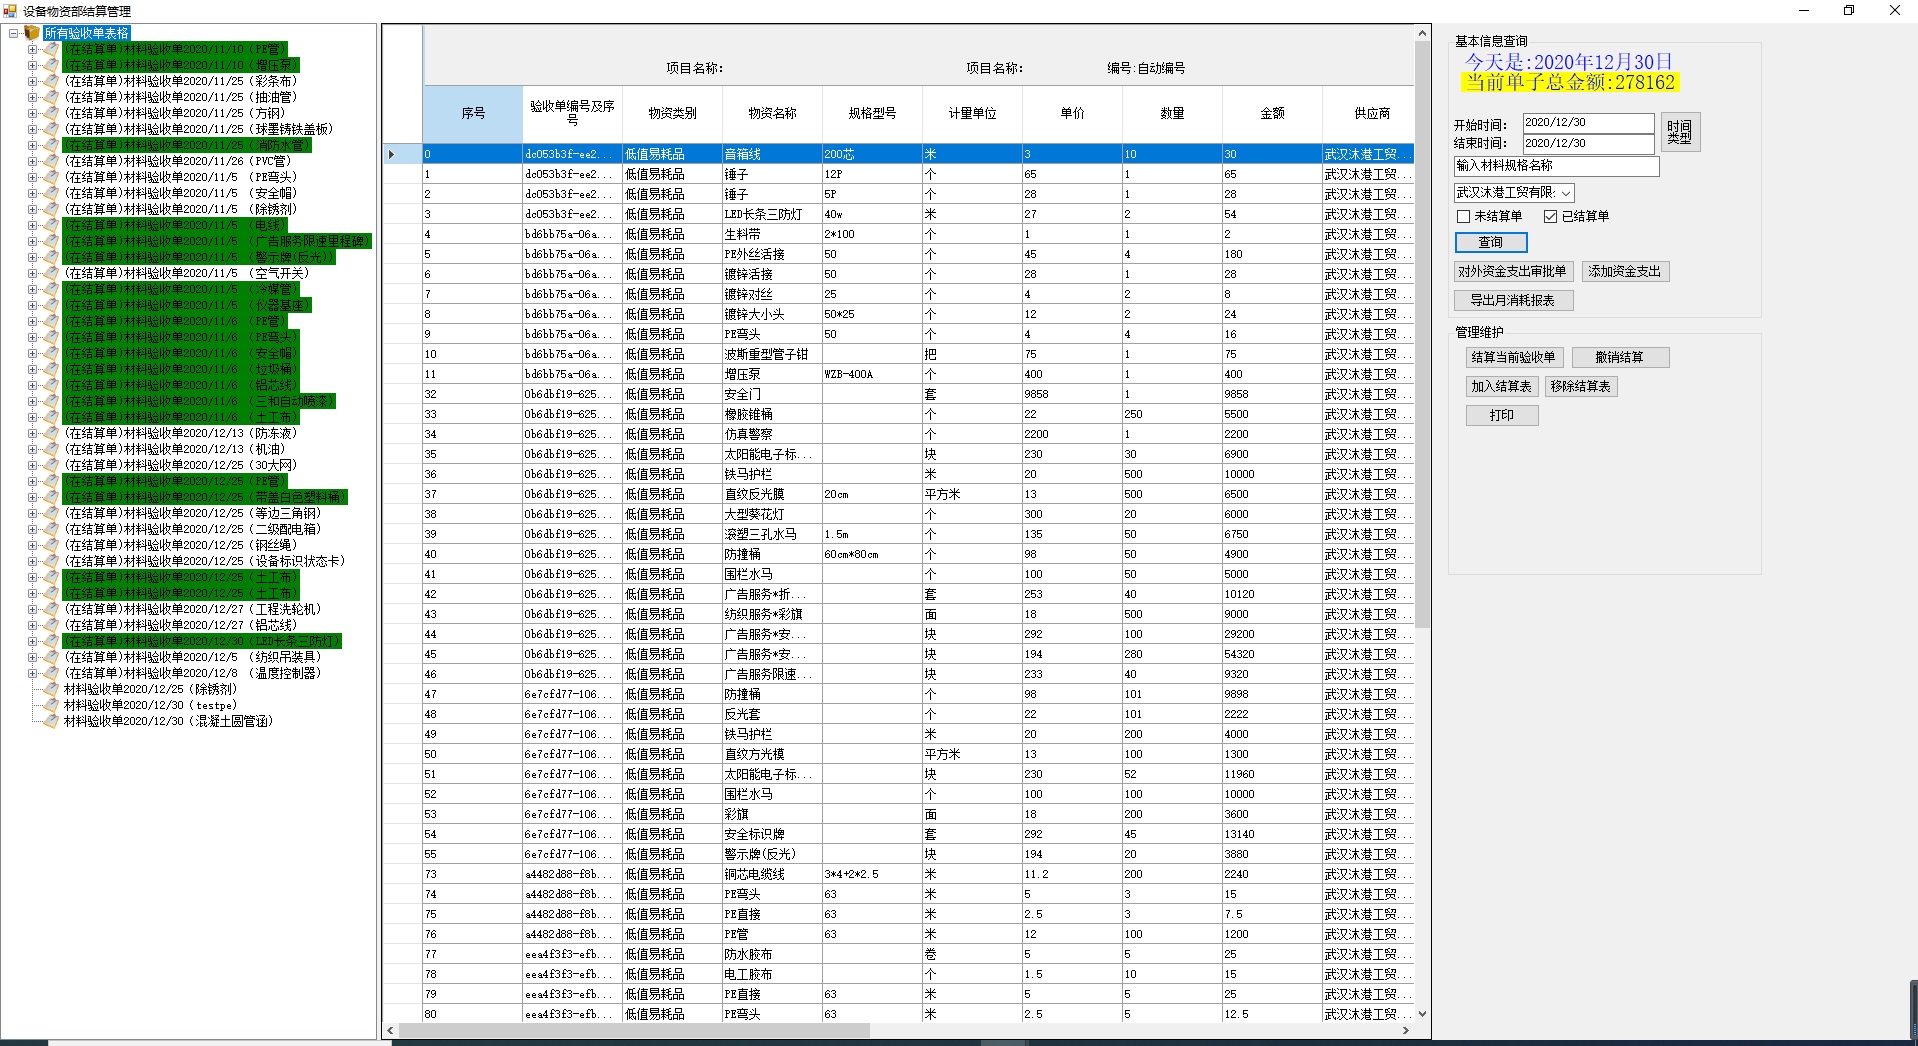 设备物资部结算管理
所有验收单表格
(在结算单)材料验收单2020/11/10（PE管）
(在结算单)材料验收单2020/11/10（增压泵）
(在结算单)材料验收单2020/11/25（彩条布）
(在结算单)材料验收单2020/11/25（抽油管）
(在结算单)材料验收单2020/11/25（方钢）
(在结算单)材料验收单2020/11/25（球墨铸铁盖板）
(在结算单)材料验收单2020/11/25（消防水管）
(在结算单)材料验收单2020/11/26（PVC管）
(在结算单)材料验收单2020/11/5 （PE弯头）
(在结算单)材料验收单2020/11/5 （安全帽）
(在结算单)材料验收单2020/11/5 （除锈剂）
(在结算单)材料验收单2020/11/5 （电线）
(在结算单)材料验收单2020/11/5 （广告服务限速里程碑）
(在结算单)材料验收单2020/11/5 （警示牌(反光)）
(在结算单)材料验收单2020/11/5 （空气开关）
(在结算单)材料验收单2020/11/5 （冷媒管）
(在结算单)材料验收单2020/11/5 （仪器基座）
(在结算单)材料验收单2020/11/6 （PE管）
(在结算单)材料验收单2020/11/6 （PE弯头）
(在结算单)材料验收单2020/11/6 （安全帽）
(在结算单)材料验收单2020/11/6 （垃圾桶）
(在结算单)材料验收单2020/11/6 （铝芯线）
(在结算单)材料验收单2020/11/6 （三和自动喷漆）
(在结算单)材料验收单2020/11/6 （土工布）
(在结算单)材料验收单2020/12/13（防冻液）
(在结算单)材料验收单2020/12/13（机油）
(在结算单)材料验收单2020/12/25（30大网）
(在结算单)材料验收单2020/12/25（PE管）
(在结算单)材料验收单2020/12/25（带盖白色塑料桶）
(在结算单)材料验收单2020/12/25（等边三角钢）
(在结算单)材料验收单2020/12/25（二级配电箱）
(在结算单)材料验收单2020/12/25（钢丝绳）
(在结算单)材料验收单2020/12/25（设备标识状态卡）
(在结算单)材料验收单2020/12/25（土工布）
(在结算单)材料验收单2020/12/25（土工布）
(在结算单)材料验收单2020/12/27（工程洗轮机）
(在结算单)材料验收单2020/12/27（铝芯线）
(在结算单)材料验收单2020/12/30（LED长条三防灯）
(在结算单)材料验收单2020/12/5 （纺织吊装具）
(在结算单)材料验收单2020/12/8 （温度控制器）
材料验收单2020/12/25（除锈剂）
材料验收单2020/12/30（testpe）
材料验收单2020/12/30（混凝土圆管涵）
项目名称: 项目名称: 编号:自动编号
序号 验收单编号及序号 物资类别 物资名称 规格型号 计量单位 单价 数量 金额 供应商
0 dc053b3f-ee2... 低值易耗品 音箱线 200芯 米 3 10 30 武汉沐港工贸...
1 dc053b3f-ee2... 低值易耗品 锤子 12P 个 65 1 65 武汉沐港工贸...
2 dc053b3f-ee2... 低值易耗品 锤子 5P 个 28 1 28 武汉沐港工贸...
3 dc053b3f-ee2... 低值易耗品 LED长条三防灯 40w 米 27 2 54 武汉沐港工贸...
4 bd6bb75a-06a... 低值易耗品 生料带 2*100 个 1 1 2 武汉沐港工贸...
5 bd6bb75a-06a... 低值易耗品 PE外丝活接 50 个 45 4 180 武汉沐港工贸...
6 bd6bb75a-06a... 低值易耗品 镀锌活接 50 个 28 1 28 武汉沐港工贸...
7 bd6bb75a-06a... 低值易耗品 镀锌对丝 25 个 4 2 8 武汉沐港工贸...
8 bd6bb75a-06a... 低值易耗品 镀锌大小头 50*25 个 12 2 24 武汉沐港工贸...
9 bd6bb75a-06a... 低值易耗品 PE弯头 50 个 4 4 16 武汉沐港工贸...
10 bd6bb75a-06a... 低值易耗品 波斯重型管子钳 把 75 1 75 武汉沐港工贸...
11 bd6bb75a-06a... 低值易耗品 增压泵 WZB-400A 个 400 1 400 武汉沐港工贸...
32 0b6dbf19-625... 低值易耗品 安全门 套 9858 1 9858 武汉沐港工贸...
33 0b6dbf19-625... 低值易耗品 橡胶锥桶 个 22 250 5500 武汉沐港工贸...
34 0b6dbf19-625... 低值易耗品 仿真警察 个 2200 1 2200 武汉沐港工贸...
35 0b6dbf19-625... 低值易耗品 太阳能电子标... 块 230 30 6900 武汉沐港工贸...
36 0b6dbf19-625... 低值易耗品 铁马护栏 米 20 500 10000 武汉沐港工贸...
37 0b6dbf19-625... 低值易耗品 直纹反光膜 20cm 平方米 13 500 6500 武汉沐港工贸...
38 0b6dbf19-625... 低值易耗品 大型葵花灯 个 300 20 6000 武汉沐港工贸...
39 0b6dbf19-625... 低值易耗品 滚塑三孔水马 1.5m 个 135 50 6750 武汉沐港工贸...
40 0b6dbf19-625... 低值易耗品 防撞桶 60cm*80cm 个 98 50 4900 武汉沐港工贸...
41 0b6dbf19-625... 低值易耗品 围栏水马 个 100 50 5000 武汉沐港工贸...
42 0b6dbf19-625... 低值易耗品 广告服务*折... 套 253 40 10120 武汉沐港工贸...
43 0b6dbf19-625... 低值易耗品 纺织服务*彩旗 面 18 500 9000 武汉沐港工贸...
44 0b6dbf19-625... 低值易耗品 广告服务*安... 块 292 100 29200 武汉沐港工贸...
45 0b6dbf19-625... 低值易耗品 广告服务*安... 块 194 280 54320 武汉沐港工贸...
46 0b6dbf19-625... 低值易耗品 广告服务限速... 块 233 40 9320 武汉沐港工贸...
47 6e7cfd77-106... 低值易耗品 防撞桶 个 98 101 9898 武汉沐港工贸...
48 6e7cfd77-106... 低值易耗品 反光套 个 22 101 2222 武汉沐港工贸...
49 6e7cfd77-106... 低值易耗品 铁马护栏 米 20 200 4000 武汉沐港工贸...
50 6e7cfd77-106... 低值易耗品 直纹方光模 平方米 13 100 1300 武汉沐港工贸...
51 6e7cfd77-106... 低值易耗品 太阳能电子标... 块 230 52 11960 武汉沐港工贸...
52 6e7cfd77-106... 低值易耗品 围栏水马 个 100 100 10000 武汉沐港工贸...
53 6e7cfd77-106... 低值易耗品 彩旗 面 18 200 3600 武汉沐港工贸...
54 6e7cfd77-106... 低值易耗品 安全标识牌 套 292 45 13140 武汉沐港工贸...
55 6e7cfd77-106... 低值易耗品 警示牌(反光) 块 194 20 3880 武汉沐港工贸...
73 a4482d88-f8b... 低值易耗品 铜芯电缆线 3*4+2*2.5 米 11.2 200 2240 武汉沐港工贸...
74 a4482d88-f8b... 低值易耗品 PE弯头 63 米 5 3 15 武汉沐港工贸...
75 a4482d88-f8b... 低值易耗品 PE直接 63 米 2.5 3 7.5 武汉沐港工贸...
76 a4482d88-f8b... 低值易耗品 PE管 63 米 12 100 1200 武汉沐港工贸...
77 eea4f3f3-efb... 低值易耗品 防水胶布 卷 5 5 25 武汉沐港工贸...
78 eea4f3f3-efb... 低值易耗品 电工胶布 个 1.5 10 15 武汉沐港工贸...
79 eea4f3f3-efb... 低值易耗品 PE直接 63 米 5 5 25 武汉沐港工贸...
80 eea4f3f3-efb... 低值易耗品 PE弯头 63 米 2.5 5 12.5 武汉沐港工贸...
基本信息查询
今天是:2020年12月30日
当前单子总金额:278162
开始时间: 2020/12/30
结束时间: 2020/12/30
时间类型
输入材料规格名称
武汉沐港工贸有限:
未结算单 已结算单
查询
对外资金支出审批单 添加资金支出
导出月消耗报表
管理维护
结算当前验收单 撤销结算
加入结算表 移除结算表
打印